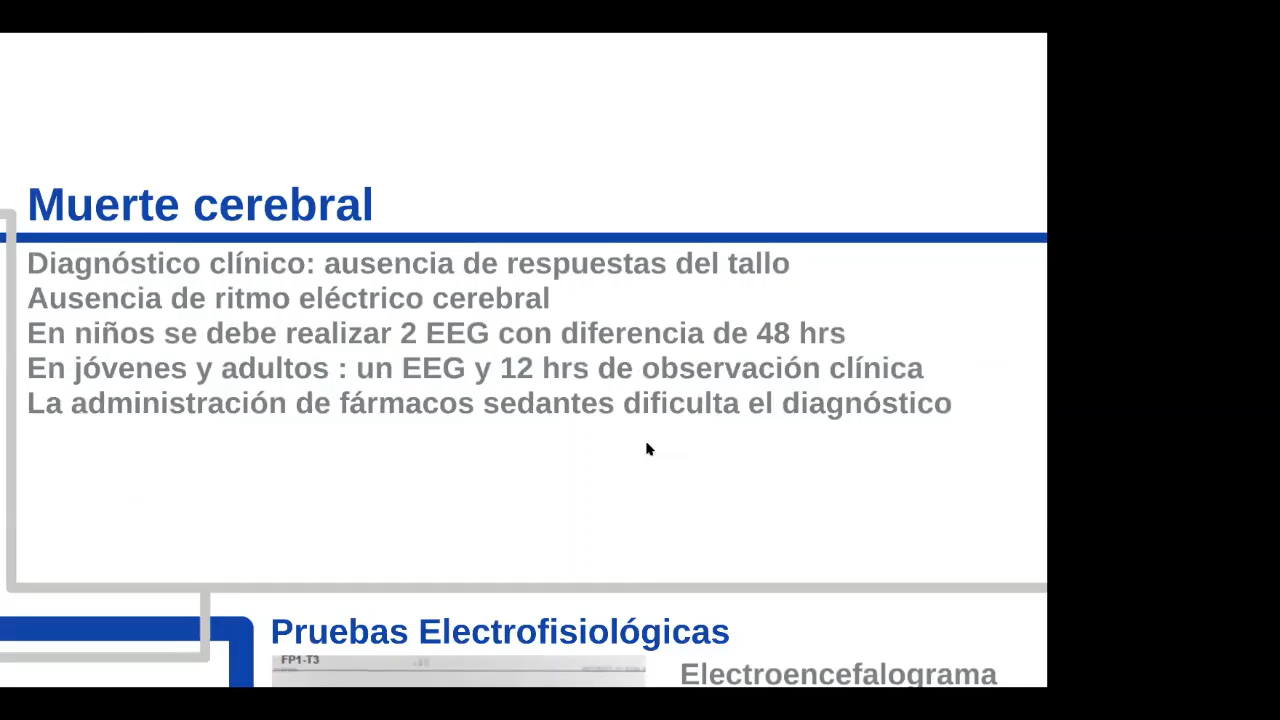 Muerte cerebral
Diagnóstico clínico: ausencia de respuestas del tallo
Ausencia de ritmo eléctrico cerebral
En niños se debe realizar 2 EEG con diferencia de 48 hrs
En jóvenes y adultos : un EEG y 12 hrs de observación clínica
La administración de fármacos sedantes dificulta el diagnóstico
Pruebas Electrofisiológicas
FP1-T3
Electroencefalograma